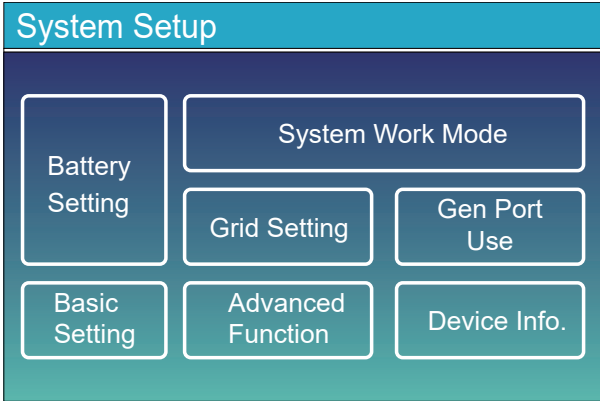 System Setup
Battery
Setting
System Work Mode
Grid Setting
Gen Port
Use
Basic
Setting
Advanced
Function
Device Info.